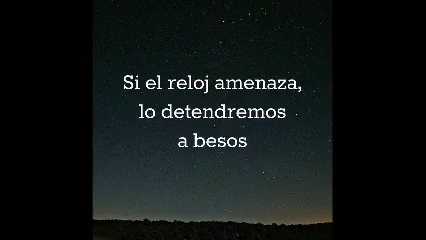 Si el reloj amenaza,
lo detendremos
a besos